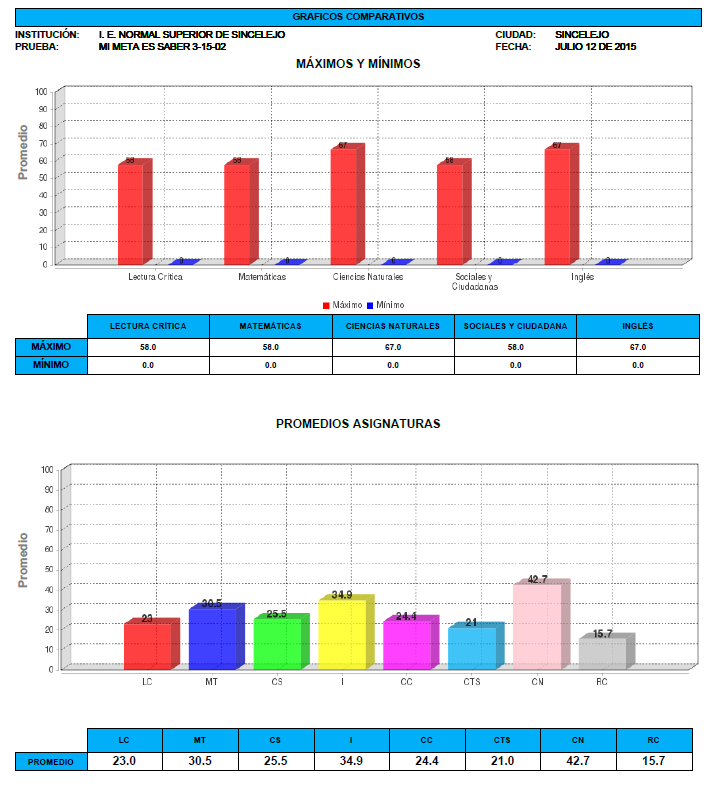 GRAFICOS COMPARATIVOS
INSTITUCIÓN: I. E. NORMAL SUPERIOR DE SINCELEJO CIUDAD: SINCELEJO
PRUEBA: MI META ES SABER 3-15-02 FECHA: JULIO 12 DE 2015
MÁXIMOS Y MÍNIMOS
Promedio
100
90
80
70
60
50
40
30
20
10
0
58 0 58 0 67 0 58 0 67 0
Lectura Crítica Matemáticas Ciencias Naturales Sociales y Ciudadanas Inglés
Máximo Mínimo
LECTURA CRÍTICA MATEMÁTICAS CIENCIAS NATURALES SOCIALES Y CIUDADANA INGLÉS
MÁXIMO 58.0 58.0 67.0 58.0 67.0
MÍNIMO 0.0 0.0 0.0 0.0 0.0
PROMEDIOS ASIGNATURAS
Promedio
100
90
80
70
60
50
40
30
20
10
0
23 30.5 25.5 34.9 24.4 21 42.7 15.7
LC MT CS I CC CTS CN RC
LC MT CS I CC CTS CN RC
PROMEDIO 23.0 30.5 25.5 34.9 24.4 21.0 42.7 15.7